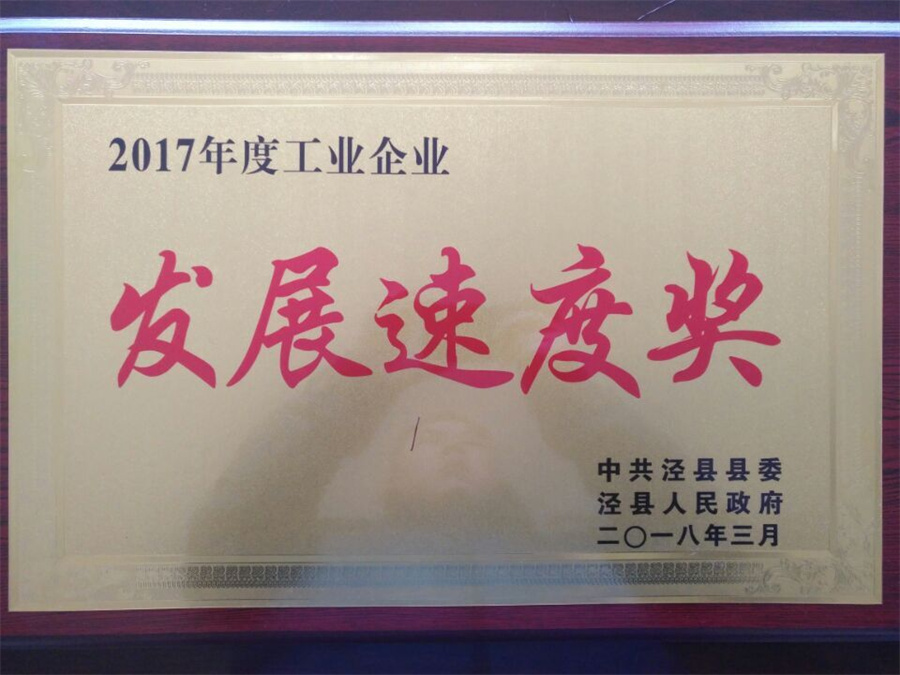 2017年度工业企业
发展速度奖
中共泾县县委
泾县人民政府
二〇一八年三月